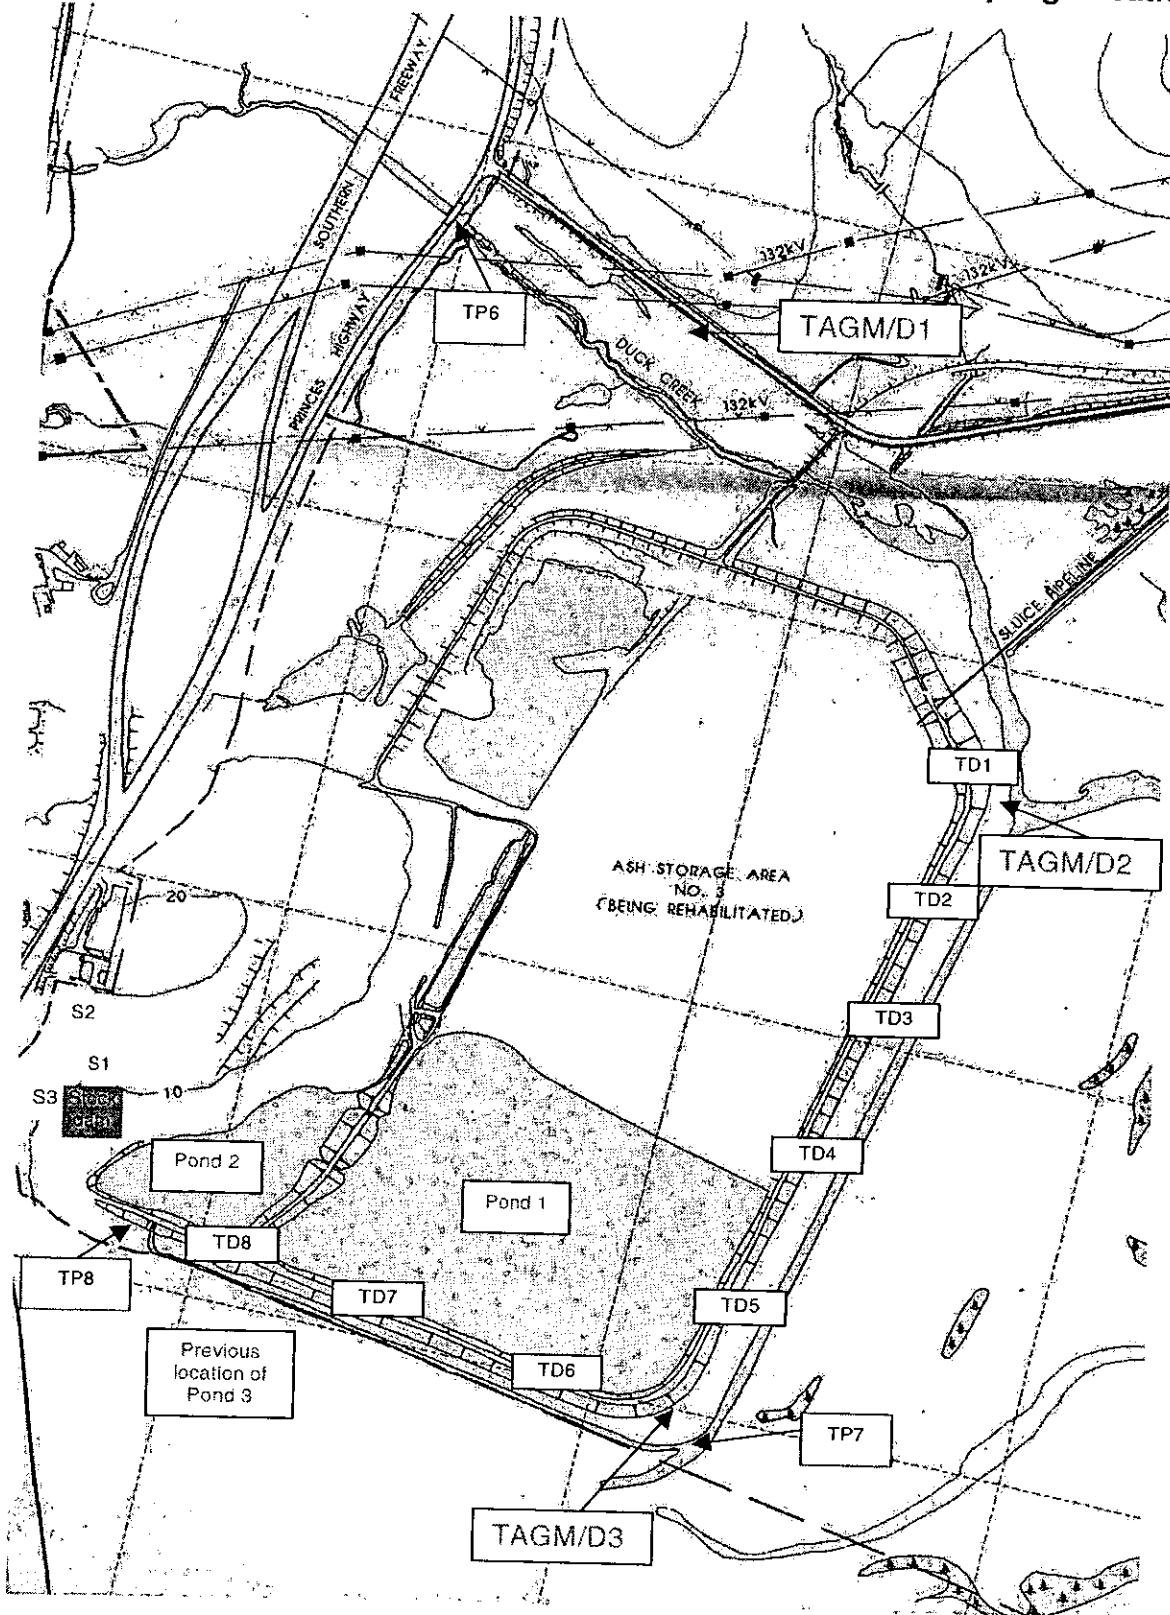 FREEWAY
SOUTHERN
132kV
132kV
TP6
TAGM/D1
HIGHWAY
DUCK CREEK
PRINCES
132kV
SLUICE PIPELINE
TD1
TAGM/D2
ASH STORAGE AREA
NO. 3
(BEING REHABILITATED)
20
TD2
S2
TD3
S1
S3
Stock
dam
10
TD4
Pond 2
Pond 1
TD8
TP8
TD7
TD5
Previous
location of
Pond 3
TD6
TP7
TAGM/D3